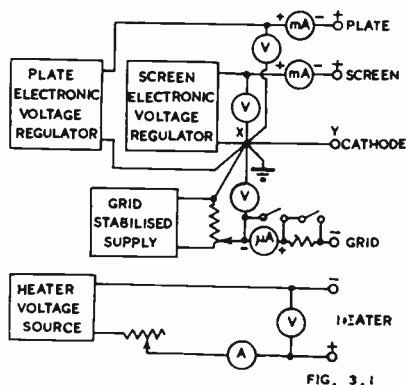 + mA - + PLATE
V
PLATE
ELECTRONIC
VOLTAGE
REGULATOR
SCREEN
ELECTRONIC
VOLTAGE
REGULATOR
+ mA - + SCREEN
V
X Y
CATHODE
V
GRID
STABILISED
SUPPLY
- μA + - GRID
HEATER
VOLTAGE
SOURCE
-
V
HEATER
A +
FIG. 3.1